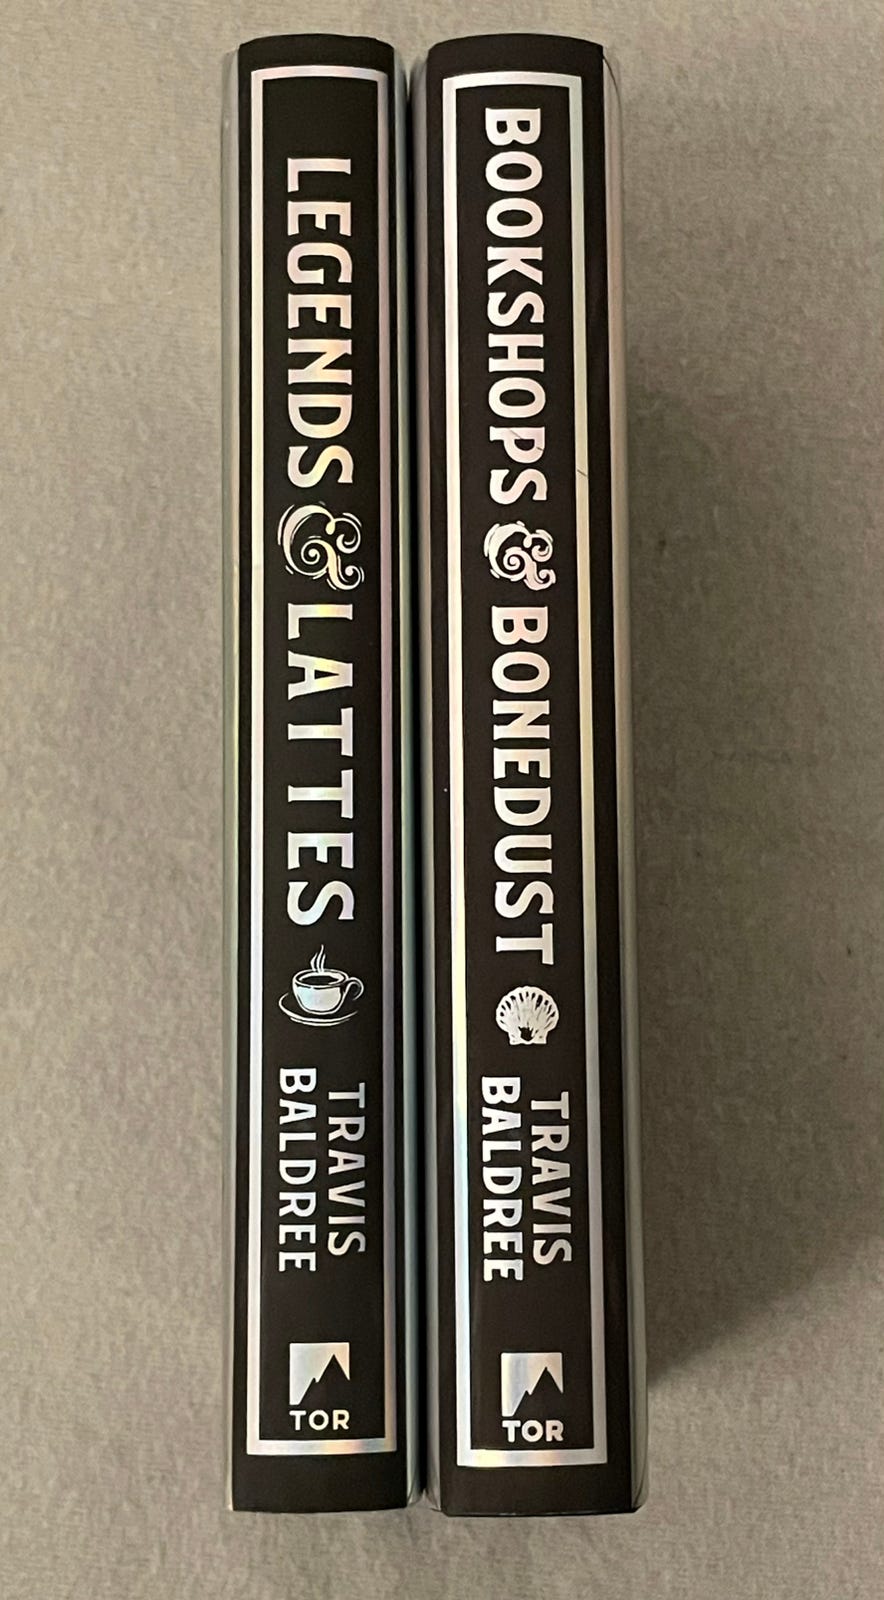 LEGENDS & LATTES
TRAVIS
BALDREE
TOR
BOOKSHOPS & BONEDUST
TRAVIS
BALDREE
TOR